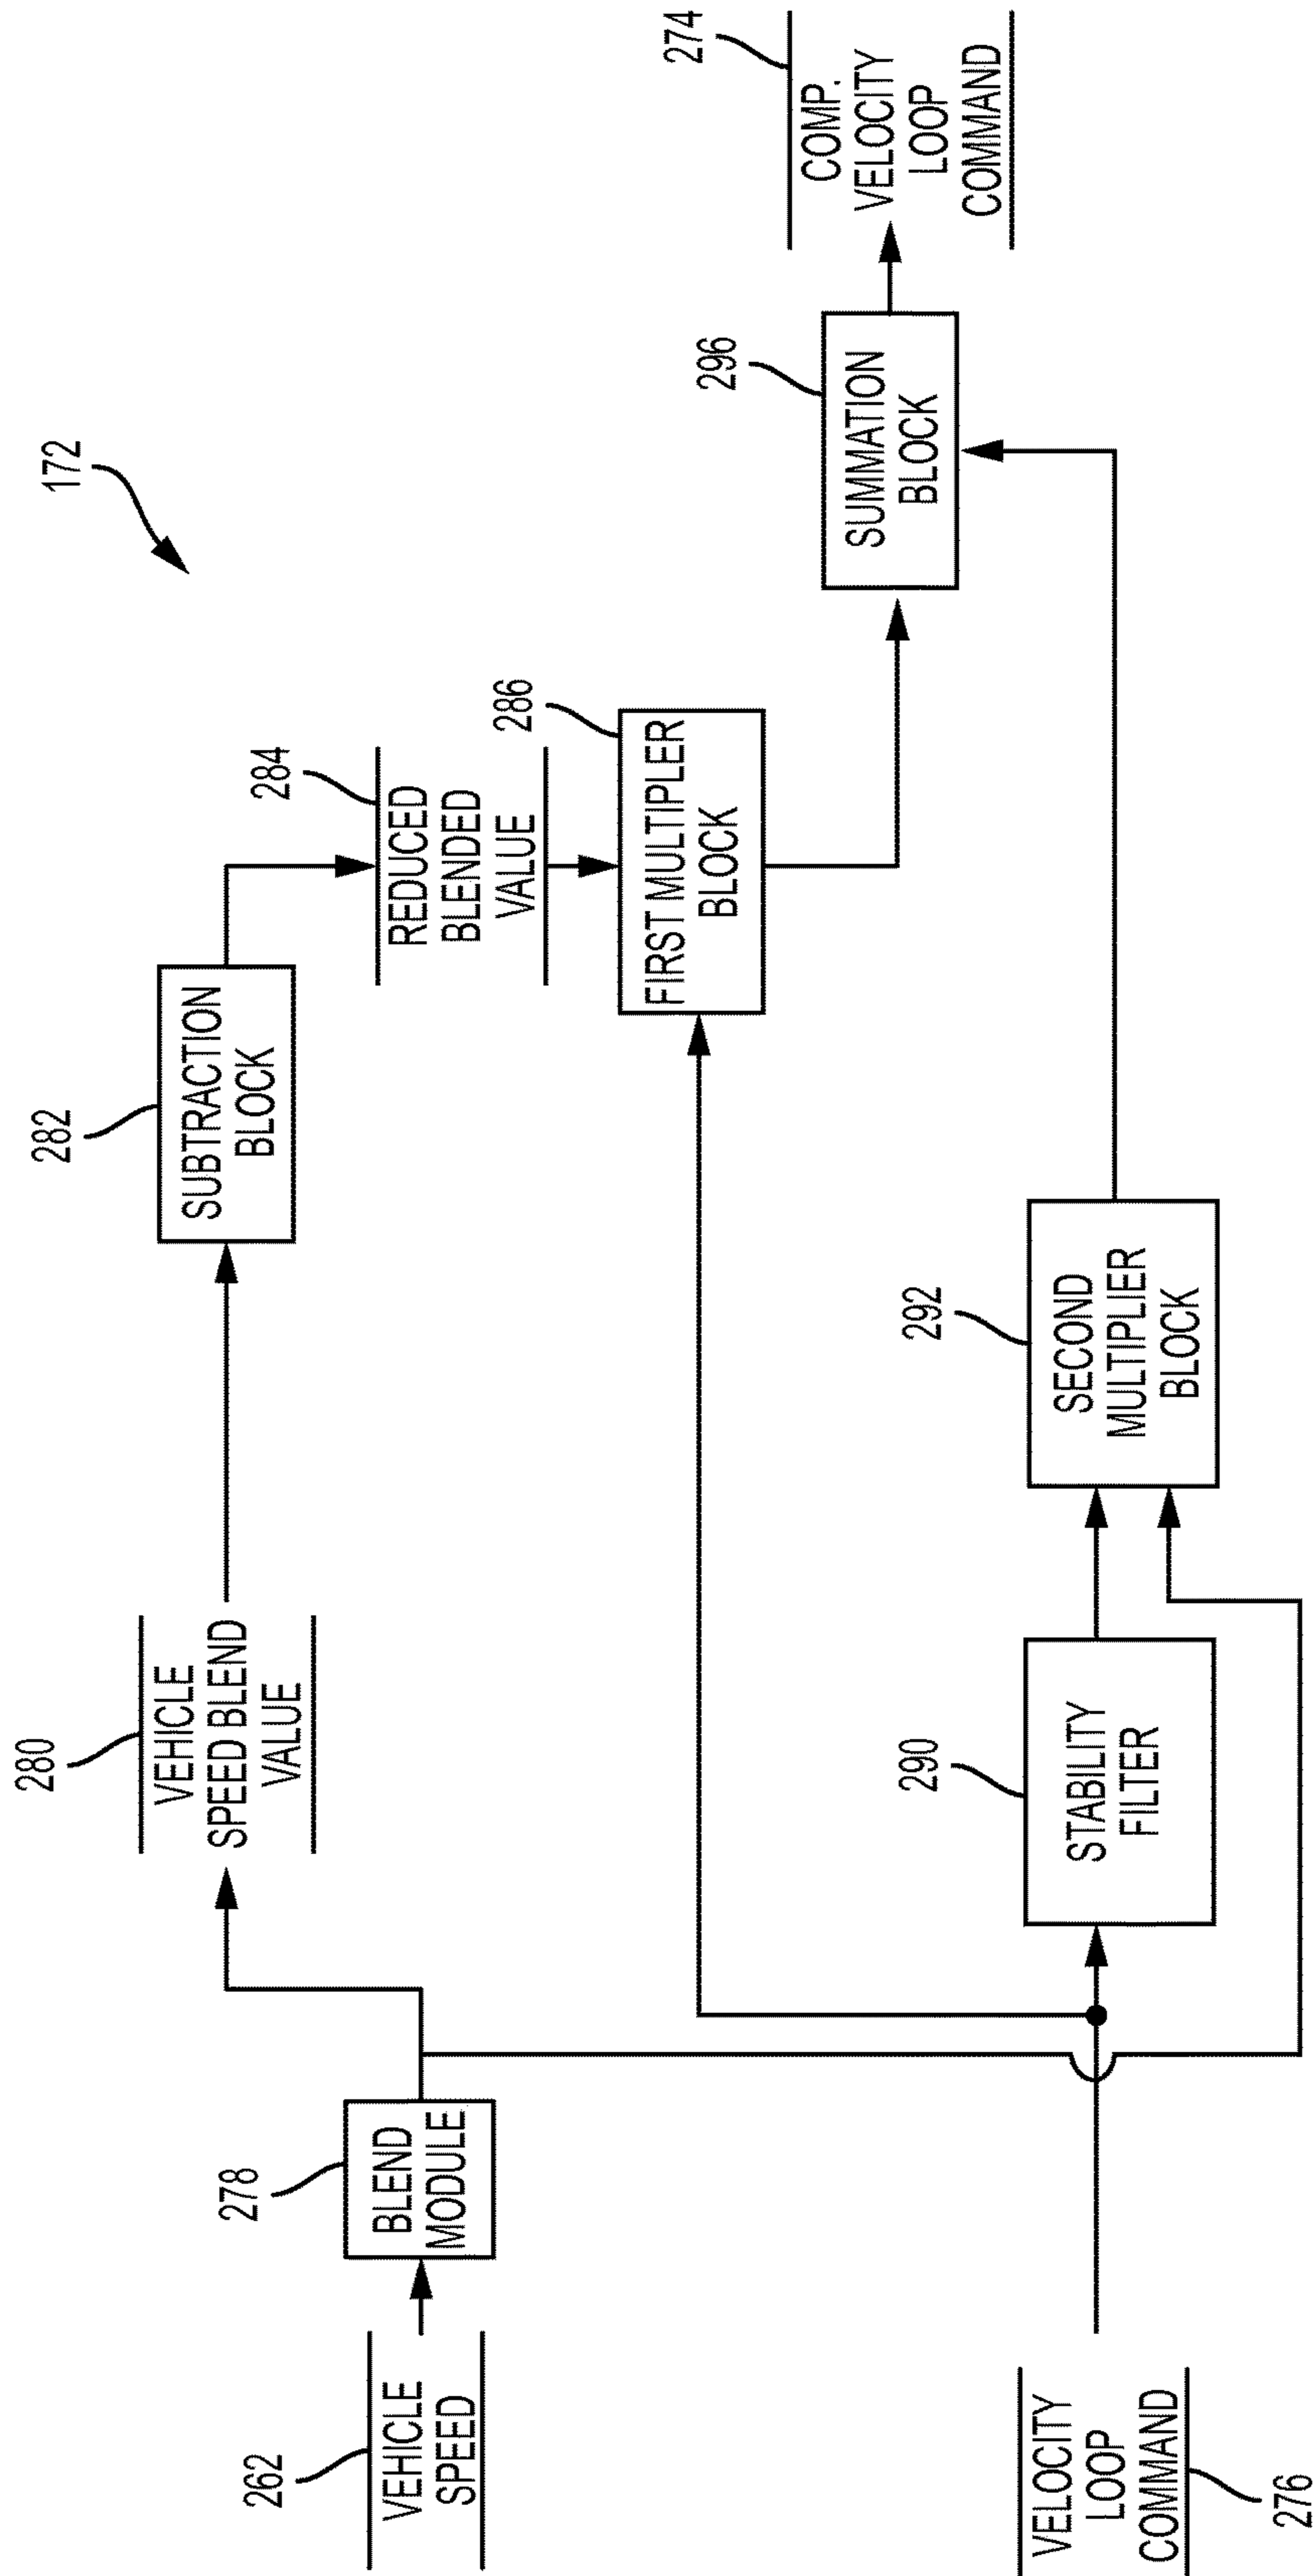 172
280
VEHICLE
SPEED BLEND
VALUE
282
SUBTRACTION
BLOCK
278
BLEND
MODULE
262
VEHICLE
SPEED
284
REDUCED
BLENDED
VALUE
286
FIRST MULTIPLER
BLOCK
296
SUMMATION
BLOCK
274
COMP.
VELOCITY
LOOP
COMMAND
290
STABILITY
FILTER
292
SECOND
MULTIPLIER
BLOCK
VELOCITY
LOOP
COMMAND
276